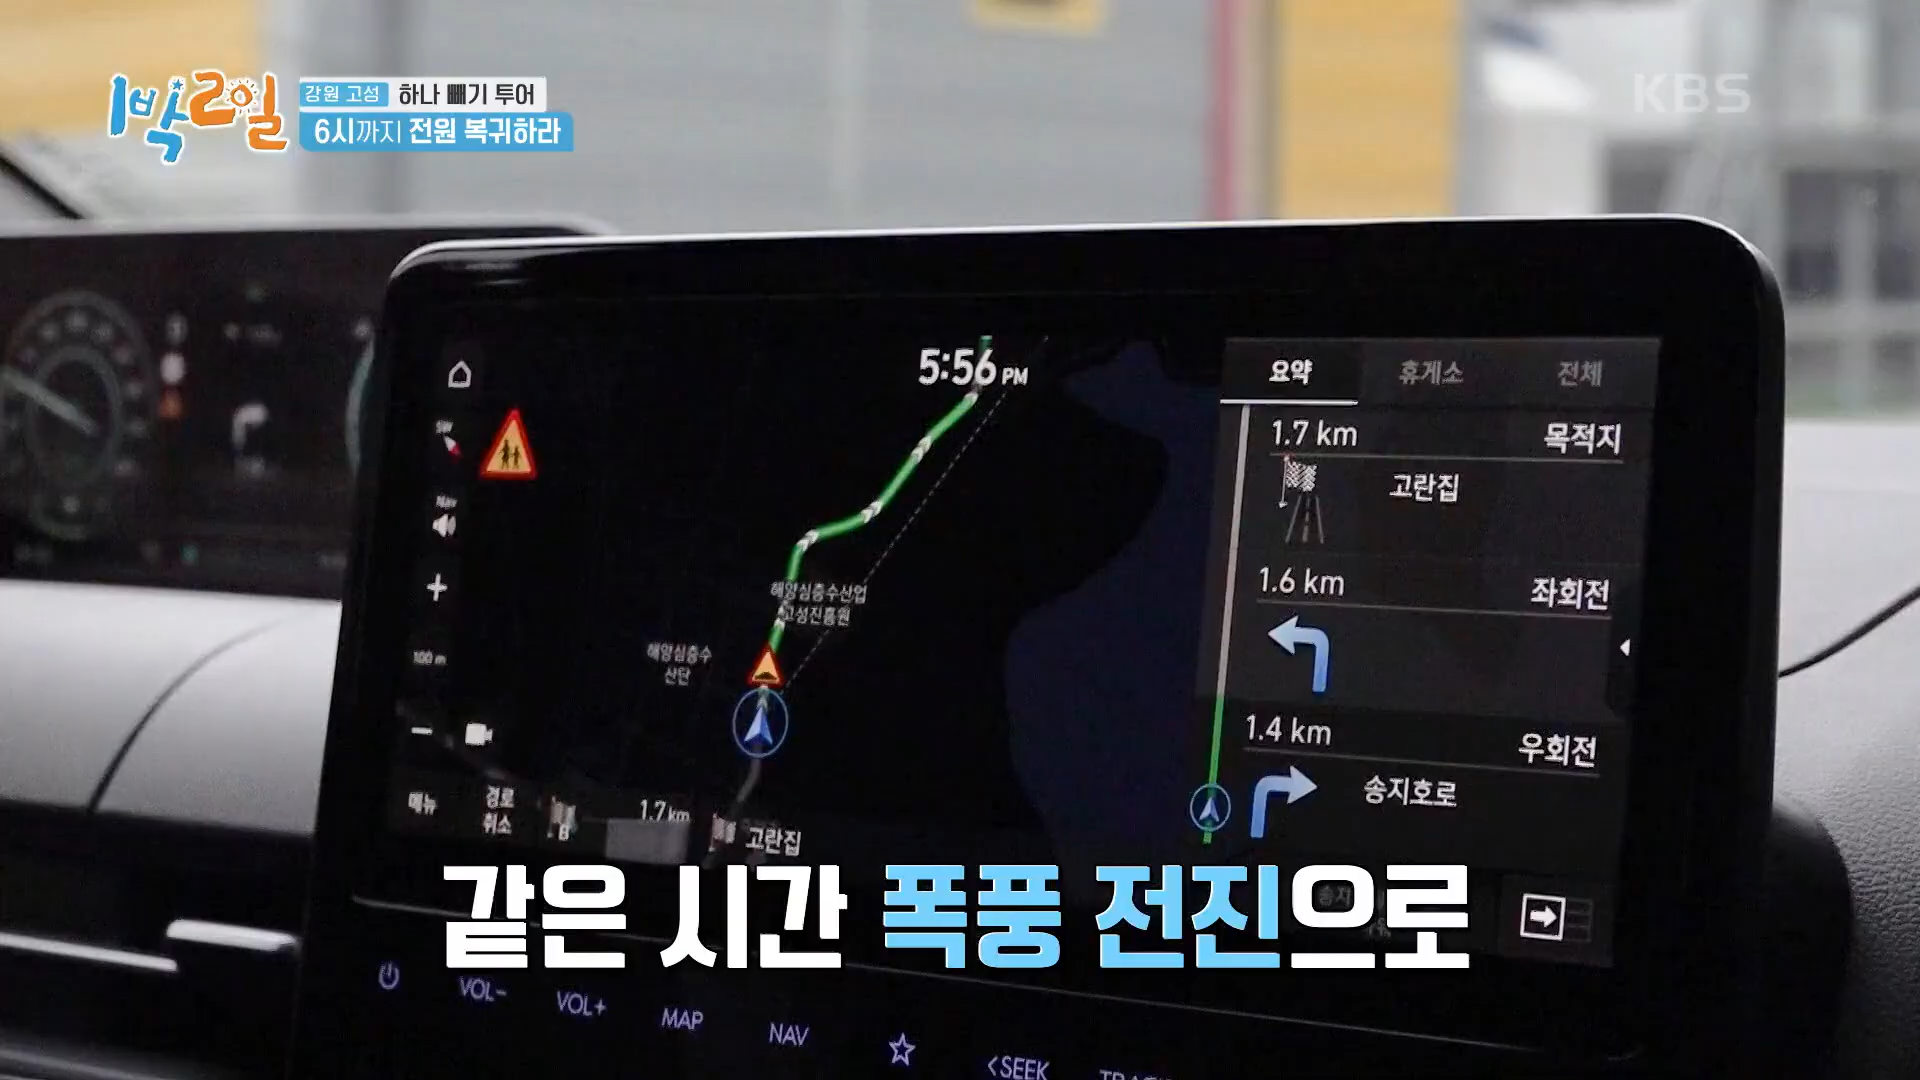 1박2일
강원 고성 하나 빼기 투어
6시까지 전원 복귀하라
KBS
5:56 PM
SW
Nav
100 m
메뉴
경로
취소
해양심층수산업
고성진흥원
해양심층수
산단
1.7 km
고란집
요약 휴게소 전체
1.7 km 목적지
고란집
1.6 km 좌회전
1.4 km 우회전
송지호로
같은 시간 폭풍 전진으로
VOL- VOL+ MAP NAV <SEEK